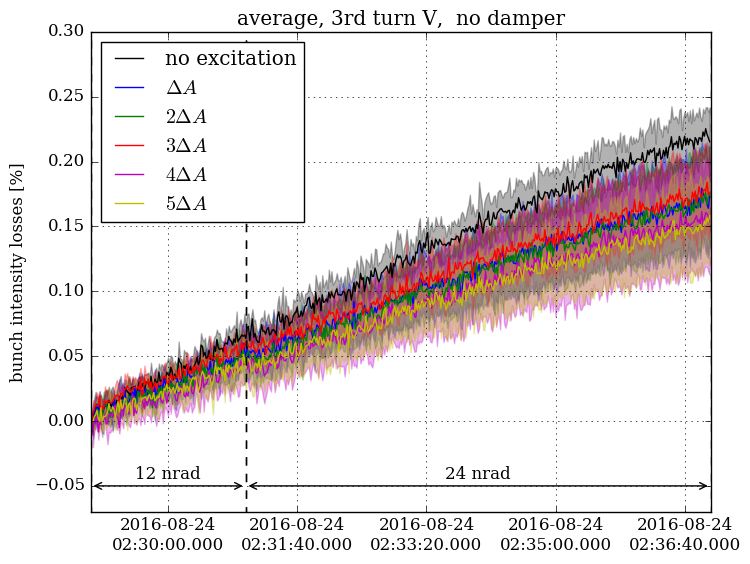 average, 3rd turn V,  no damper
bunch intensity losses [%]
0.30
0.25
0.20
0.15
0.10
0.05
0.00
−0.05
no excitation
ΔA
2ΔA
3ΔA
4ΔA
5ΔA
12 nrad
24 nrad
2016-08-24
02:30:00.000
2016-08-24
02:31:40.000
2016-08-24
02:33:20.000
2016-08-24
02:35:00.000
2016-08-24
02:36:40.000